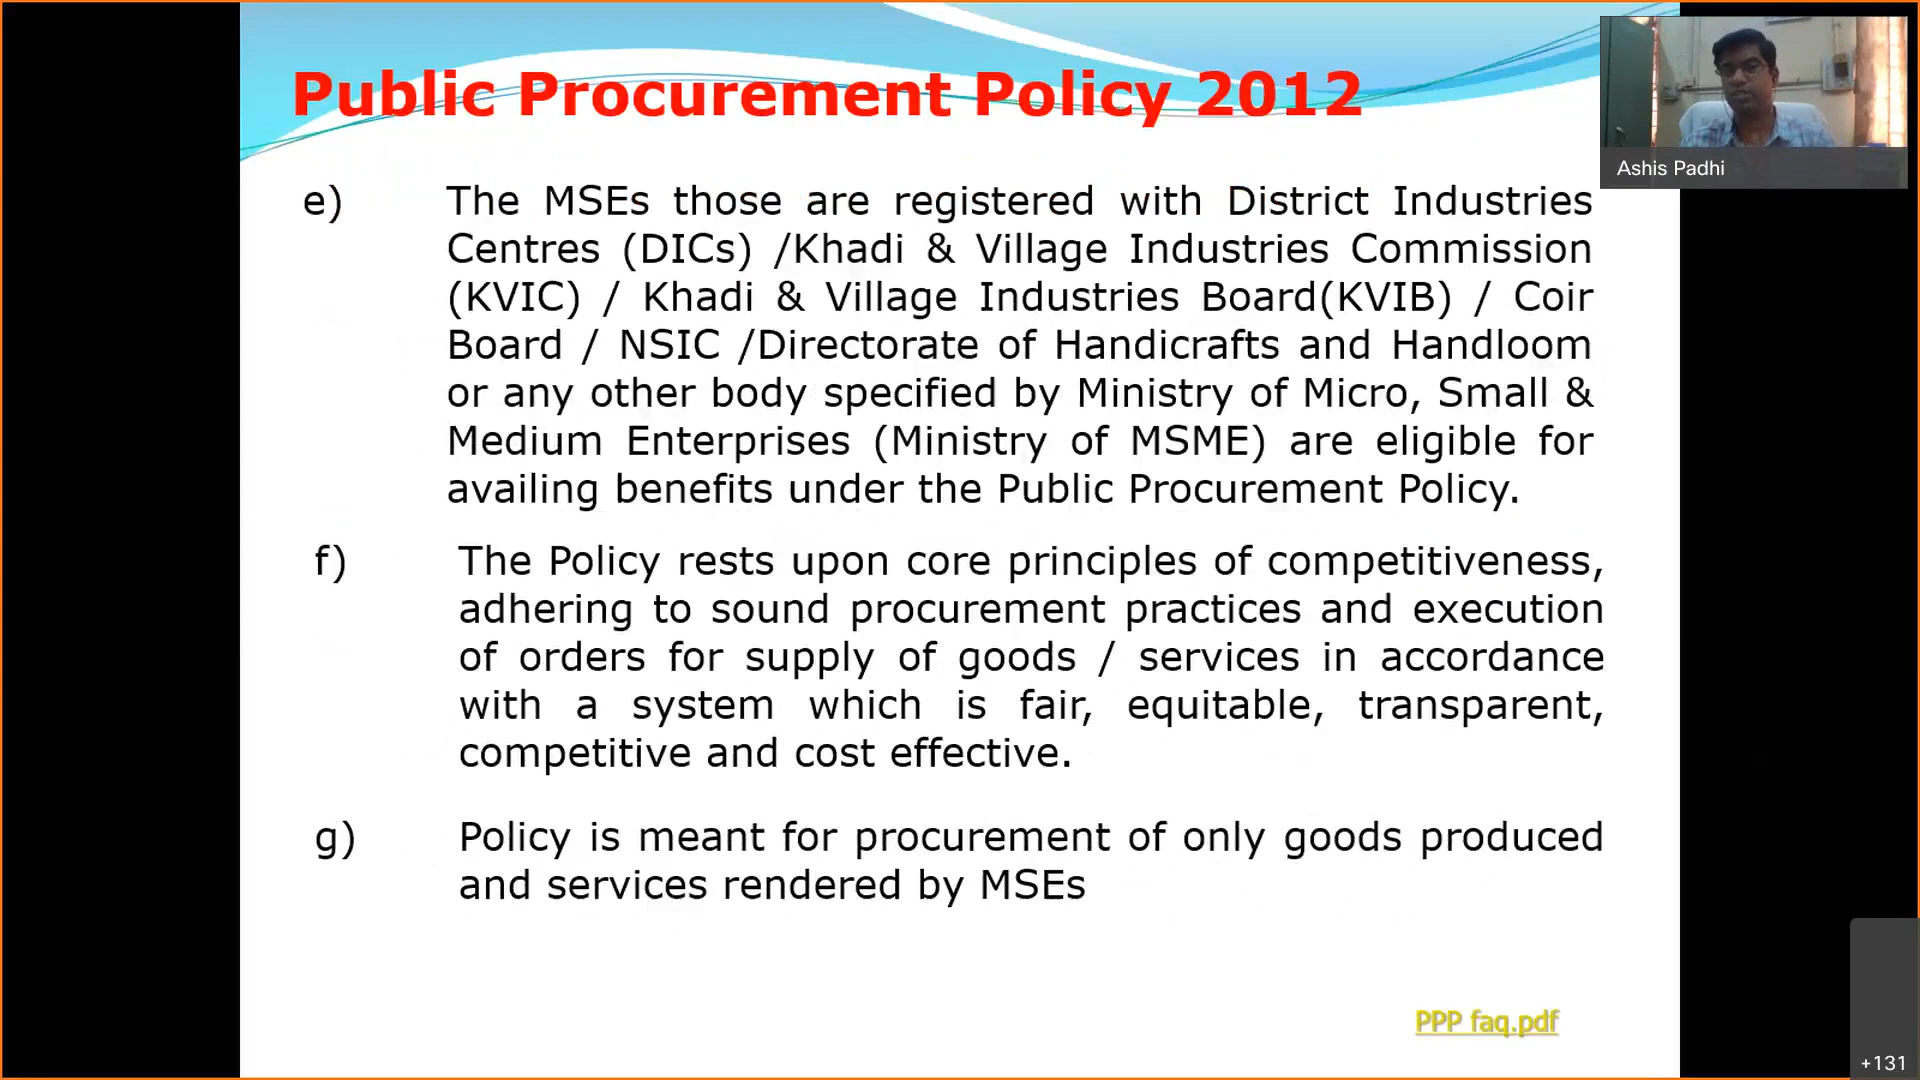 Public Procurement Policy 2012
Ashis Padhi
e) The MSEs those are registered with District Industries
Centres (DICs) /Khadi & Village Industries Commission
(KVIC) / Khadi & Village Industries Board(KVIB) / Coir
Board / NSIC /Directorate of Handicrafts and Handloom
or any other body specified by Ministry of Micro, Small &
Medium Enterprises (Ministry of MSME) are eligible for
availing benefits under the Public Procurement Policy.
f) The Policy rests upon core principles of competitiveness,
adhering to sound procurement practices and execution
of orders for supply of goods / services in accordance
with a system which is fair, equitable, transparent,
competitive and cost effective.
g) Policy is meant for procurement of only goods produced
and services rendered by MSEs
PPP faq.pdf
+131